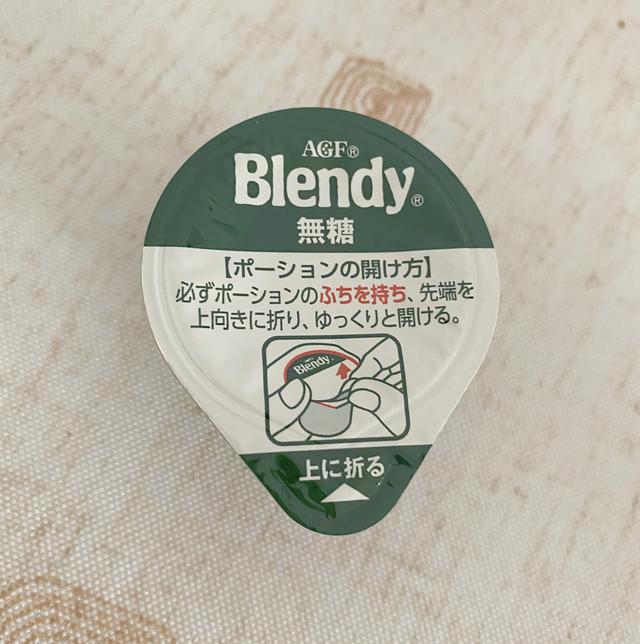 AGF®
Blendy®
無糖
【ポーションの開け方】
必ずポーションのふちを持ち、先端を
上向きに折り、ゆっくりと開ける。
Blendy
上に折る